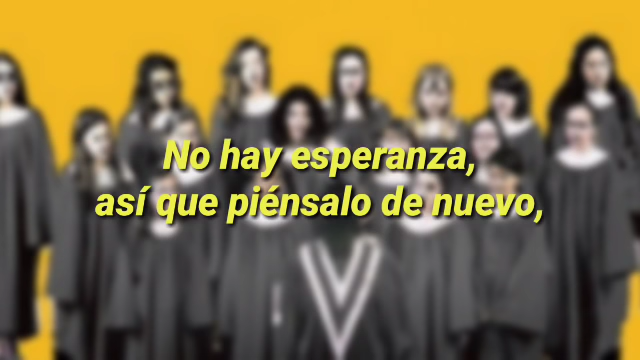 No hay esperanza,
así que piénsalo de nuevo,
V